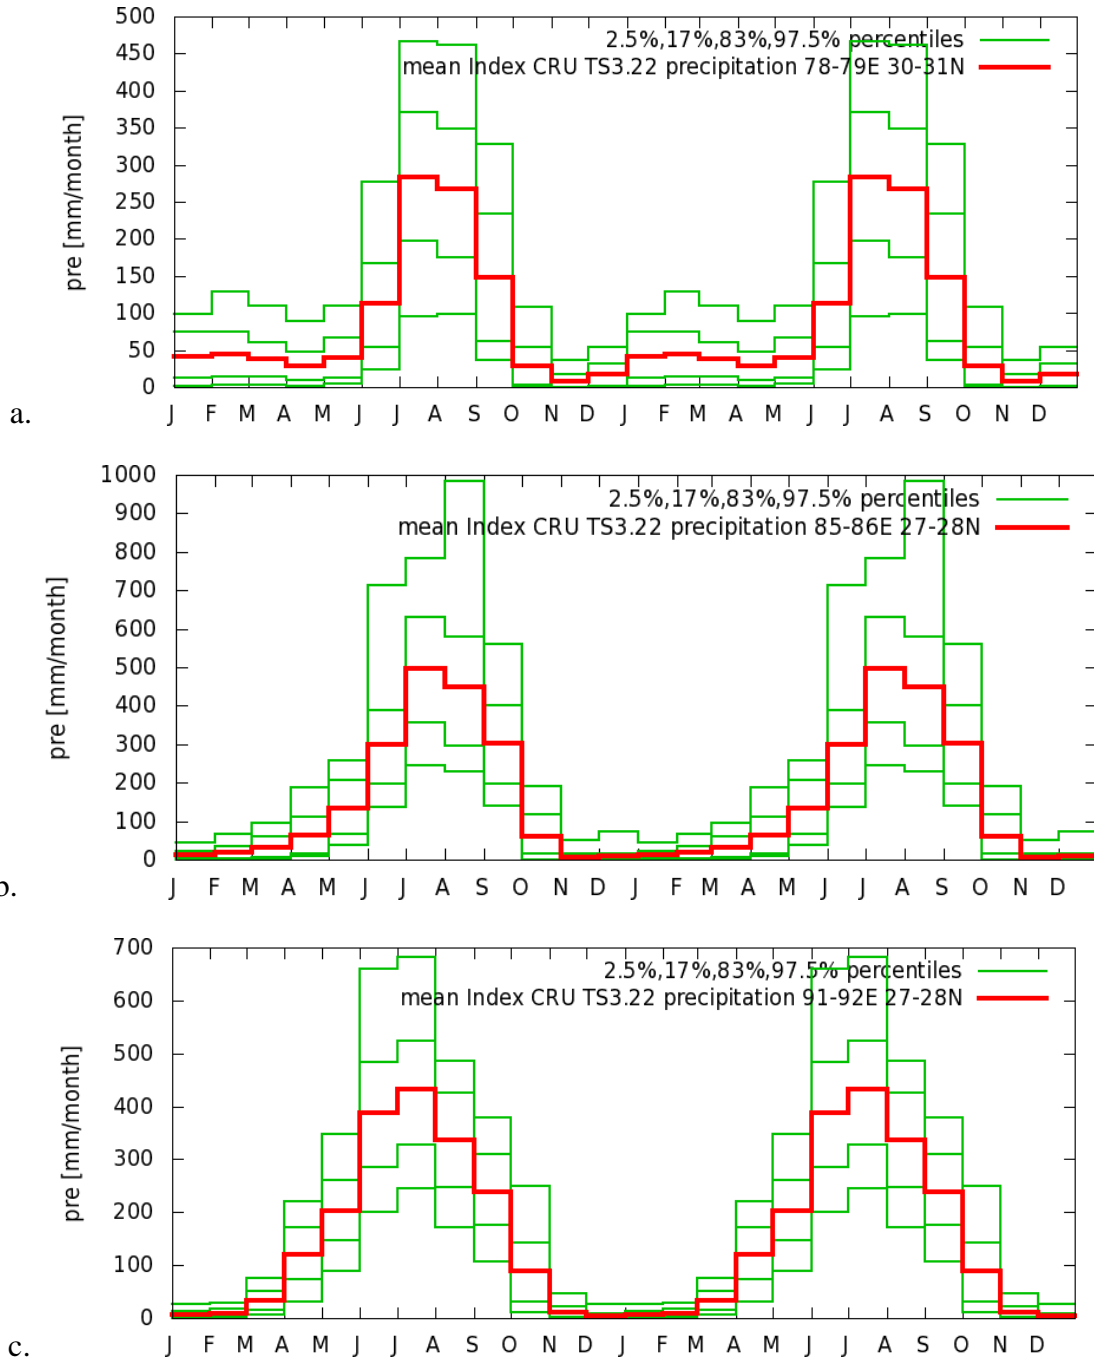 500
450
400
350
300
250
200
150
100
50
0
pre [mm/month]
2.5%,17%,83%,97.5% percentiles
mean Index CRU TS3.22 precipitation 78-79E 30-31N
J F M A M J J A S O N D J F M A M J J A S O N D
a.
1000
900
800
700
600
500
400
300
200
100
0
pre [mm/month]
2.5%,17%,83%,97.5% percentiles
mean Index CRU TS3.22 precipitation 85-86E 27-28N
J F M A M J J A S O N D J F M A M J J A S O N D
b.
700
600
500
400
300
200
100
0
pre [mm/month]
2.5%,17%,83%,97.5% percentiles
mean Index CRU TS3.22 precipitation 91-92E 27-28N
J F M A M J J A S O N D J F M A M J J A S O N D
c.